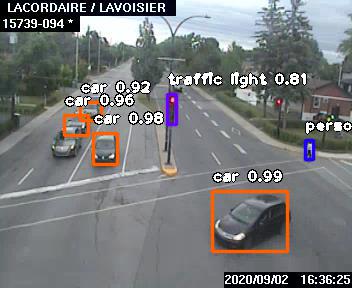 LACORDAIRE / LAVOISIER
15739-094 *
car 0.92
traffic light 0.81
car 0.96
car 0.98
perso
car 0.99
2020/09/02 16:36:25